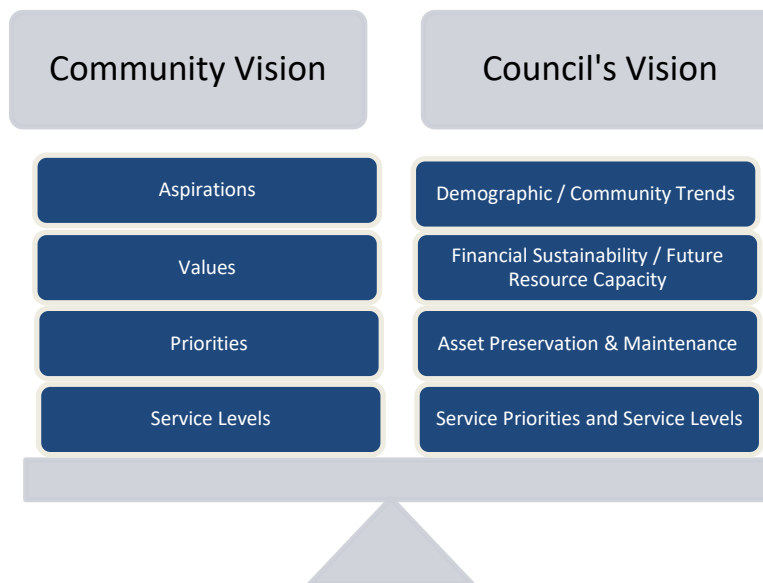 Community Vision
Aspirations
Values
Priorities
Service Levels
Council's Vision
Demographic / Community Trends
Financial Sustainability / Future
Resource Capacity
Asset Preservation & Maintenance
Service Priorities and Service Levels